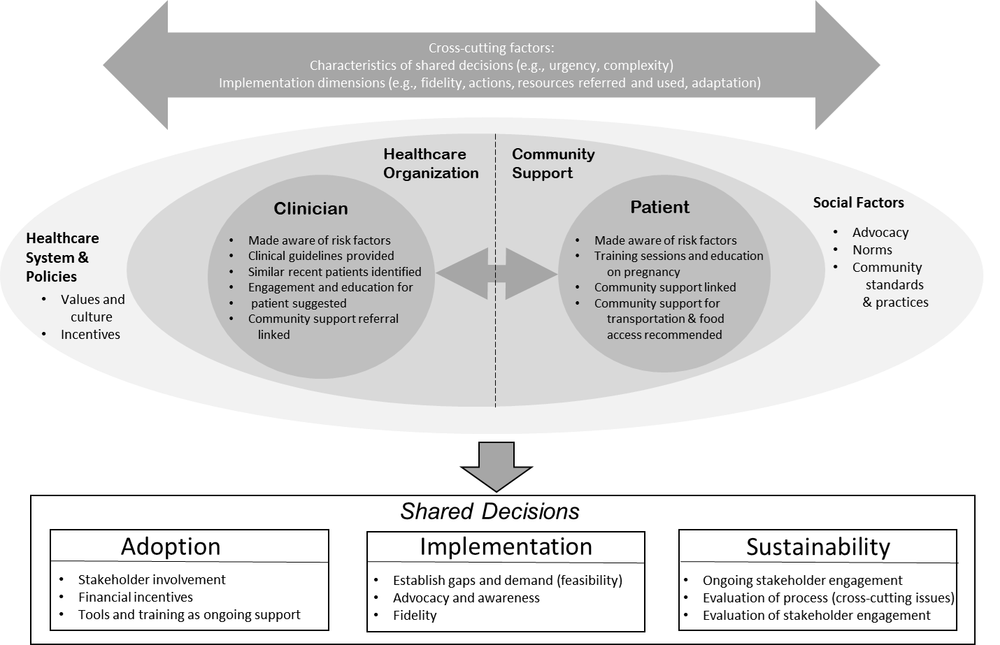 Cross-cutting factors:
Characteristics of shared decisions (e.g., urgency, complexity)
Implementation dimensions (e.g., fidelity, actions, resources referred and used, adaptation)
Healthcare
Organization
Community
Support
Healthcare
System &
Policies
• Values and
culture
• Incentives
Clinician
• Made aware of risk factors
• Clinical guidelines provided
• Similar recent patients identified
• Engagement and education for
• patient suggested
• Community support referral
linked
Patient
• Made aware of risk factors
• Training sessions and education
on pregnancy
• Community support linked
• Community support for
transportation & food
access recommended
Social Factors
• Advocacy
• Norms
• Community
standards
& practices
Shared Decisions
Adoption
• Stakeholder involvement
• Financial incentives
• Tools and training as ongoing support
Implementation
• Establish gaps and demand (feasibility)
• Advocacy and awareness
• Fidelity
Sustainability
• Ongoing stakeholder engagement
• Evaluation of process (cross-cutting issues)
• Evaluation of stakeholder engagement